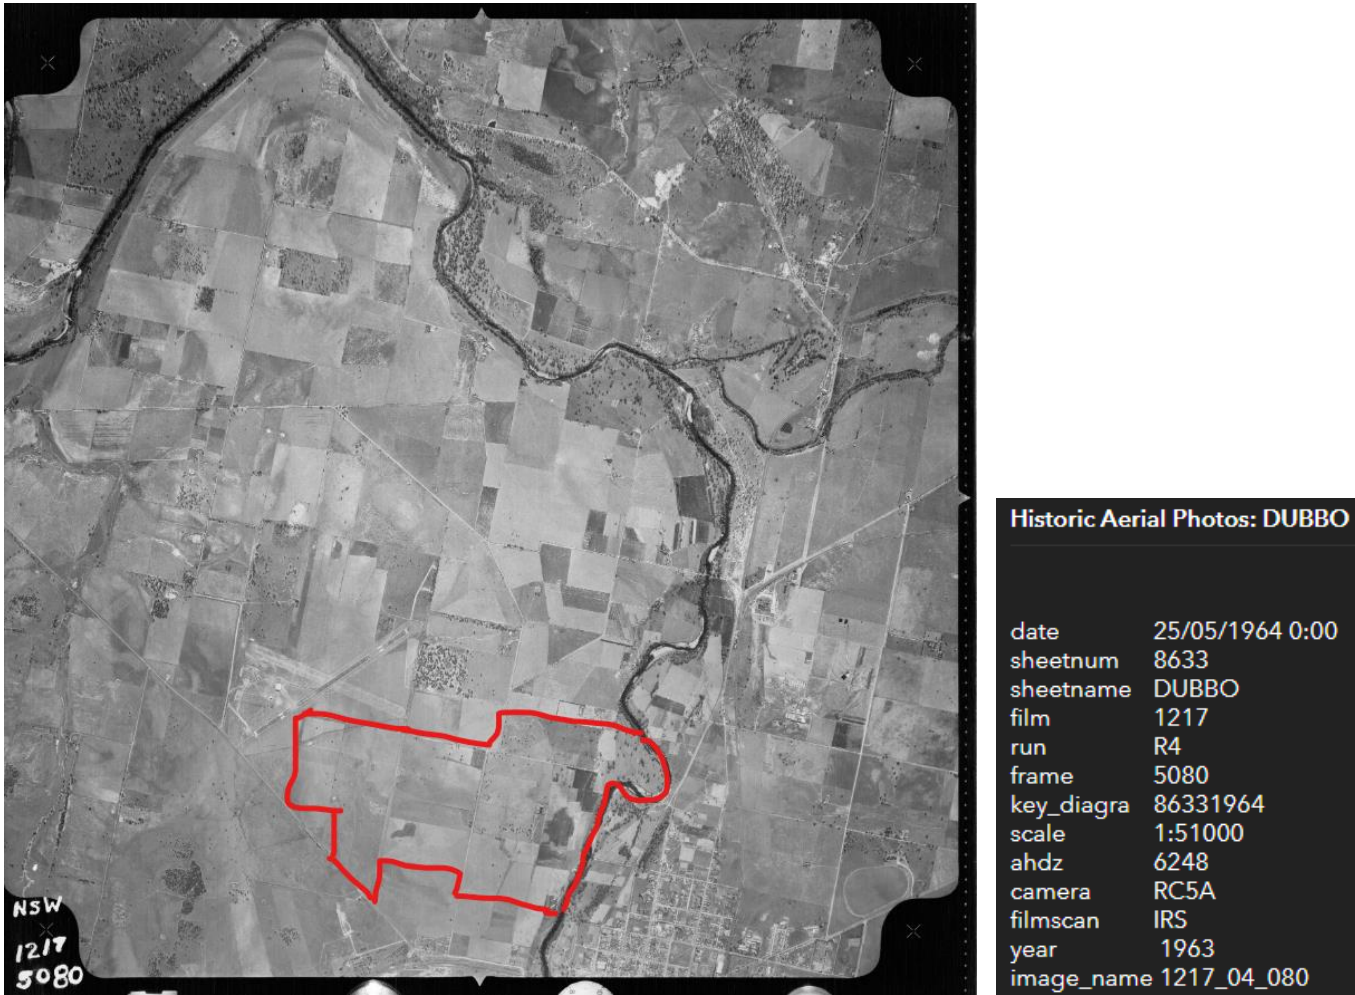 NSW
1217
5080
Historic Aerial Photos: DUBBO
date 25/05/1964 0:00
sheetnum 8633
sheetname DUBBO
film 1217
run R4
frame 5080
key_diagra 86331964
scale 1:51000
ahdz 6248
camera RC5A
filmscan IRS
year 1963
image_name 1217_04_080